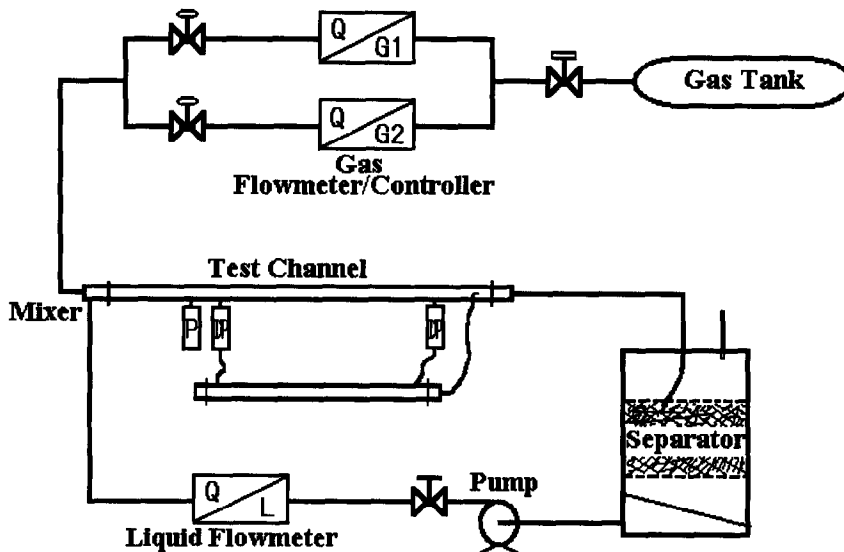 Q
G1
Gas Tank
Q
G2
Gas
Flowmeter/Controller
Test Channel
Mixer
P
DP
DP
Separator
Pump
Q
L
Liquid Flowmeter